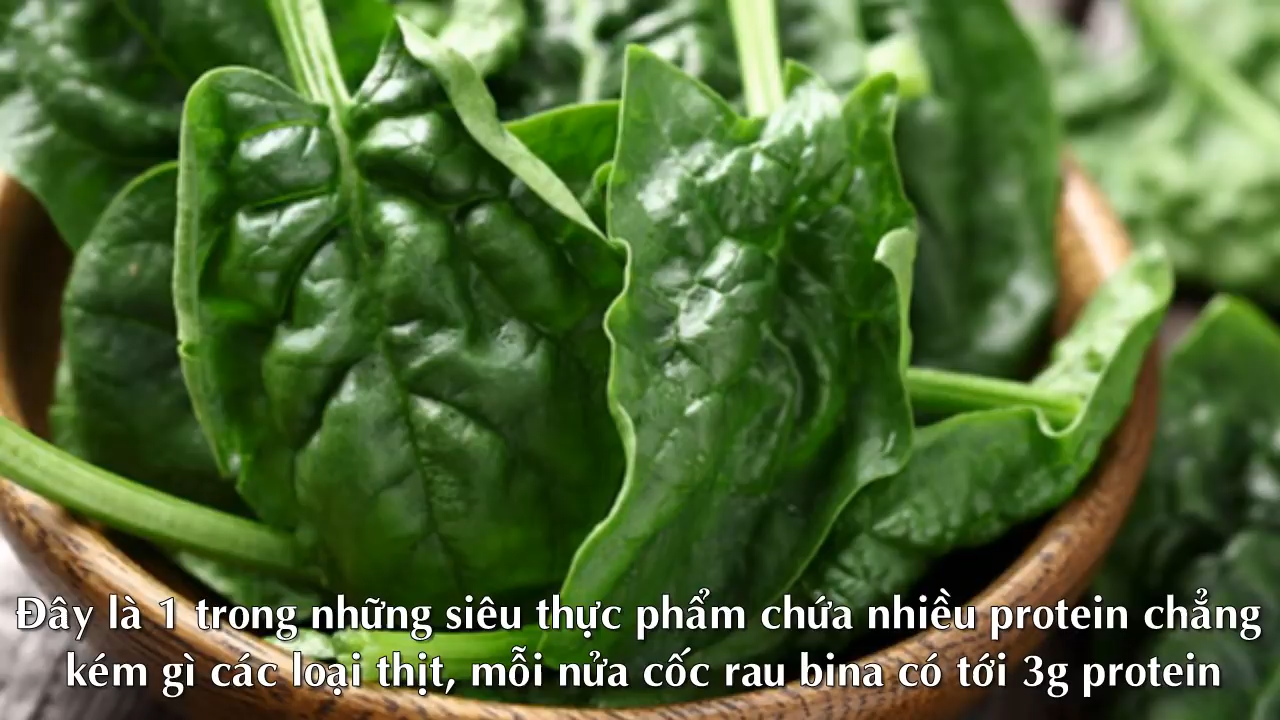 Đây là 1 trong những siêu thực phẩm chứa nhiều protein chẳng
kém gì các loại thịt, mỗi nửa cốc rau bina có tới 3g protein